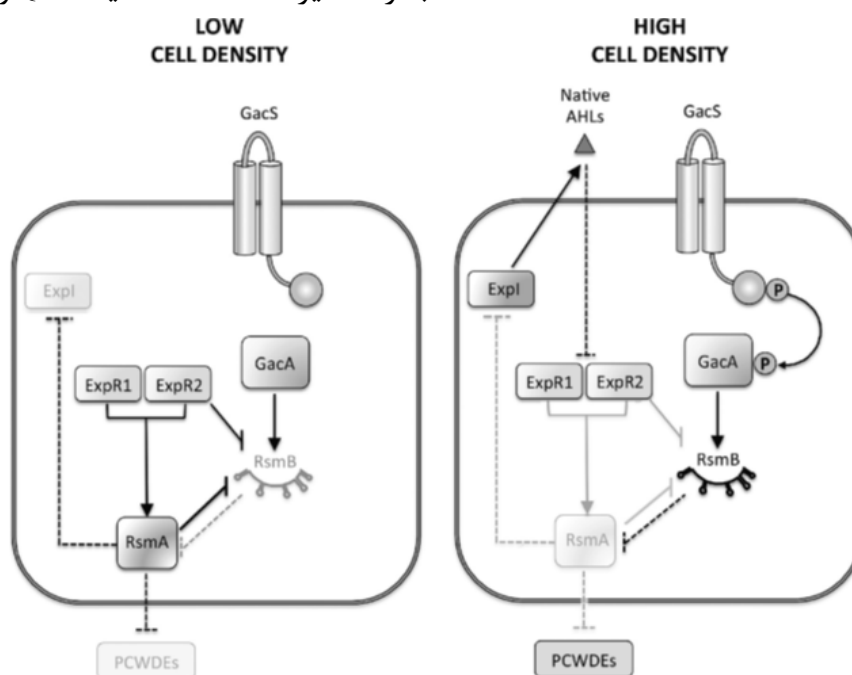 LOW
CELL DENSITY
GacS
ExpI
ExpR1
ExpR2
GacA
RsmB
RsmA
PCWDEs
HIGH
CELL DENSITY
Native
AHLs
GacS
ExpI
P
ExpR1
ExpR2
GacA
P
RsmB
RsmA
PCWDEs